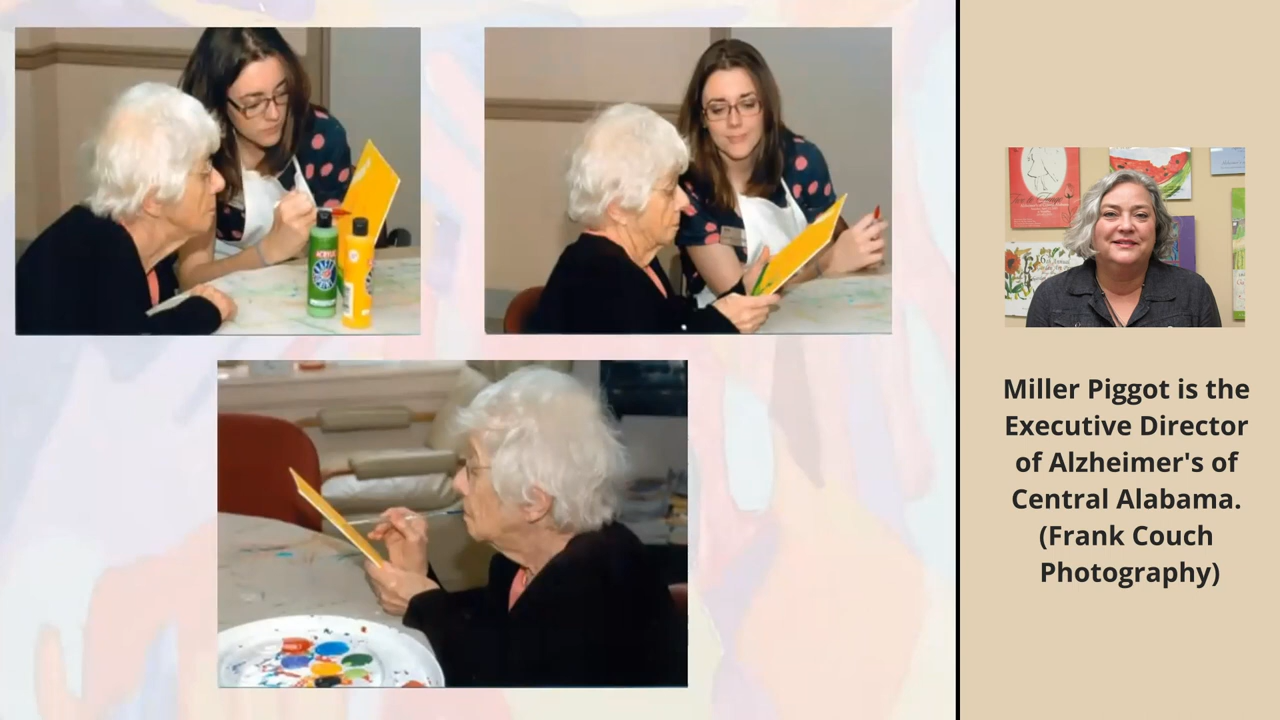 Miller Piggot is the
Executive Director
of Alzheimer's of
Central Alabama.
(Frank Couch
Photography)